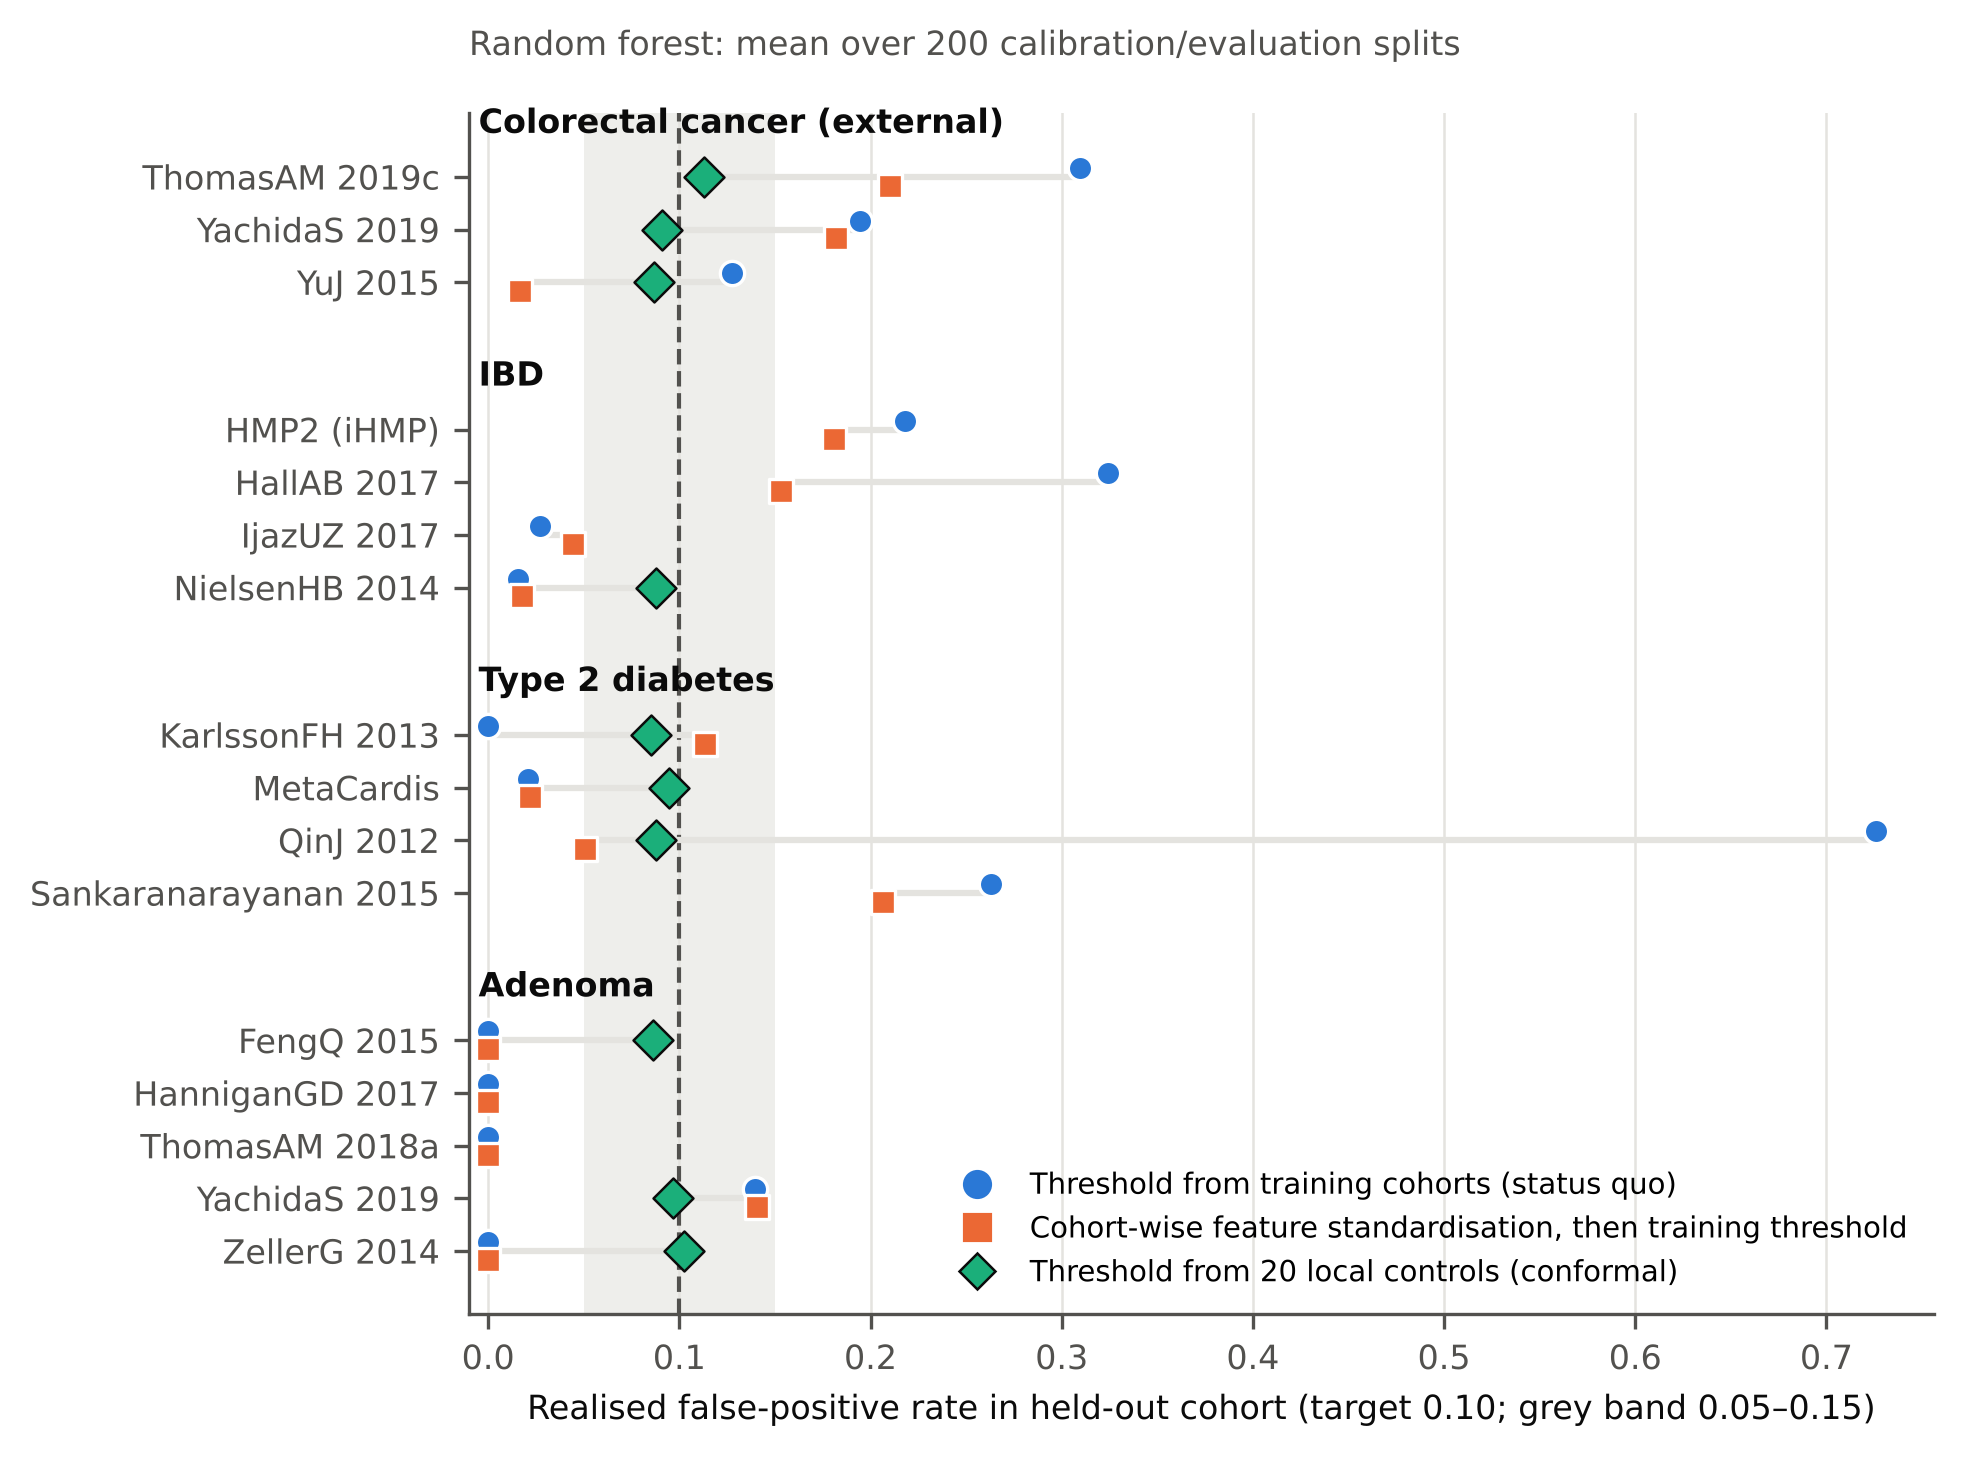 Random forest: mean over 200 calibration/evaluation splits
Colorectal cancer (external)
ThomasAM 2019c
YachidaS 2019
YuJ 2015
IBD
HMP2 (iHMP)
HallAB 2017
IjazUZ 2017
NielsenHB 2014
Type 2 diabetes
KarlssonFH 2013
MetaCardis
QinJ 2012
Sankaranarayanan 2015
Adenoma
FengQ 2015
HanniganGD 2017
ThomasAM 2018a
YachidaS 2019
ZellerG 2014
Threshold from training cohorts (status quo)
Cohort-wise feature standardisation, then training threshold
Threshold from 20 local controls (conformal)
0.0 0.1 0.2 0.3 0.4 0.5 0.6 0.7
Realised false-positive rate in held-out cohort (target 0.10; grey band 0.05–0.15)